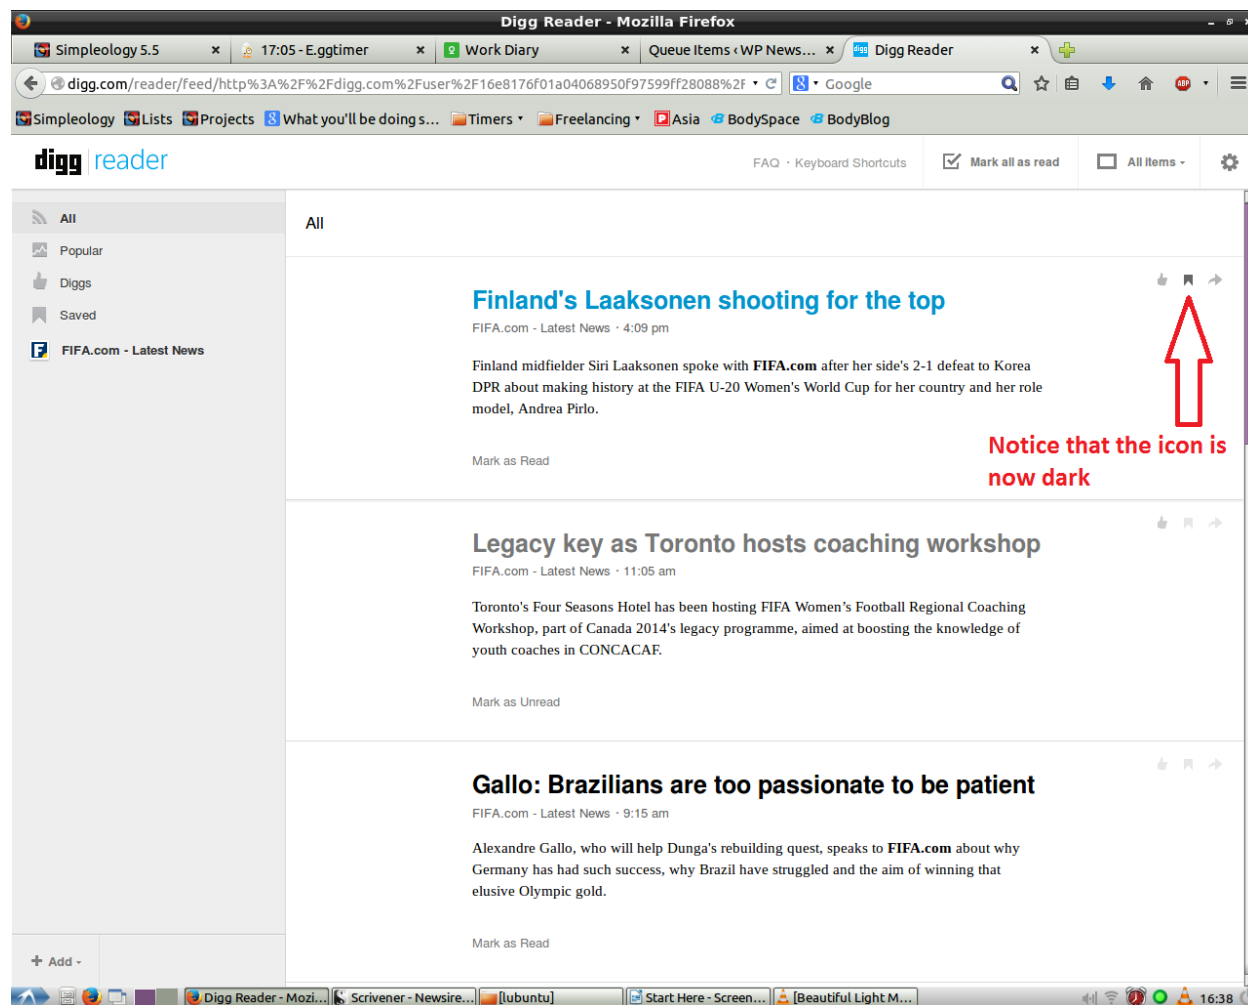 Digg Reader - Mozilla Firefox
Simpleology 5.5
17:05 - E.ggtimer
Work Diary
Queue Items ‹ WP News...
Digg Reader
digg.com/reader/feed/http%3A%2F%2Fdigg.com%2Fuser%2F16e8176f01a04068950f97599ff28088%2F
Google
ABP
Simpleology
Lists
Projects
What you'll be doing s...
Timers
Freelancing
Asia
BodySpace
BodyBlog
digg reader
FAQ · Keyboard Shortcuts
Mark all as read
All items
All
Popular
Diggs
Saved
FIFA.com - Latest News
All
Finland's Laaksonen shooting for the top
FIFA.com - Latest News · 4:09 pm
Finland midfielder Siri Laaksonen spoke with FIFA.com after her side's 2-1 defeat to Korea
DPR about making history at the FIFA U-20 Women's World Cup for her country and her role
model, Andrea Pirlo.
Mark as Read
Notice that the icon is
now dark
Legacy key as Toronto hosts coaching workshop
FIFA.com - Latest News · 11:05 am
Toronto's Four Seasons Hotel has been hosting FIFA Women’s Football Regional Coaching
Workshop, part of Canada 2014's legacy programme, aimed at boosting the knowledge of
youth coaches in CONCACAF.
Mark as Unread
Gallo: Brazilians are too passionate to be patient
FIFA.com - Latest News · 9:15 am
Alexandre Gallo, who will help Dunga's rebuilding quest, speaks to FIFA.com about why
Germany has had such success, why Brazil have struggled and the aim of winning that
elusive Olympic gold.
Mark as Read
+ Add
Digg Reader - Mozi...
Scrivener - Newsire...
[lubuntu]
Start Here - Screen...
[Beautiful Light M...
16:38